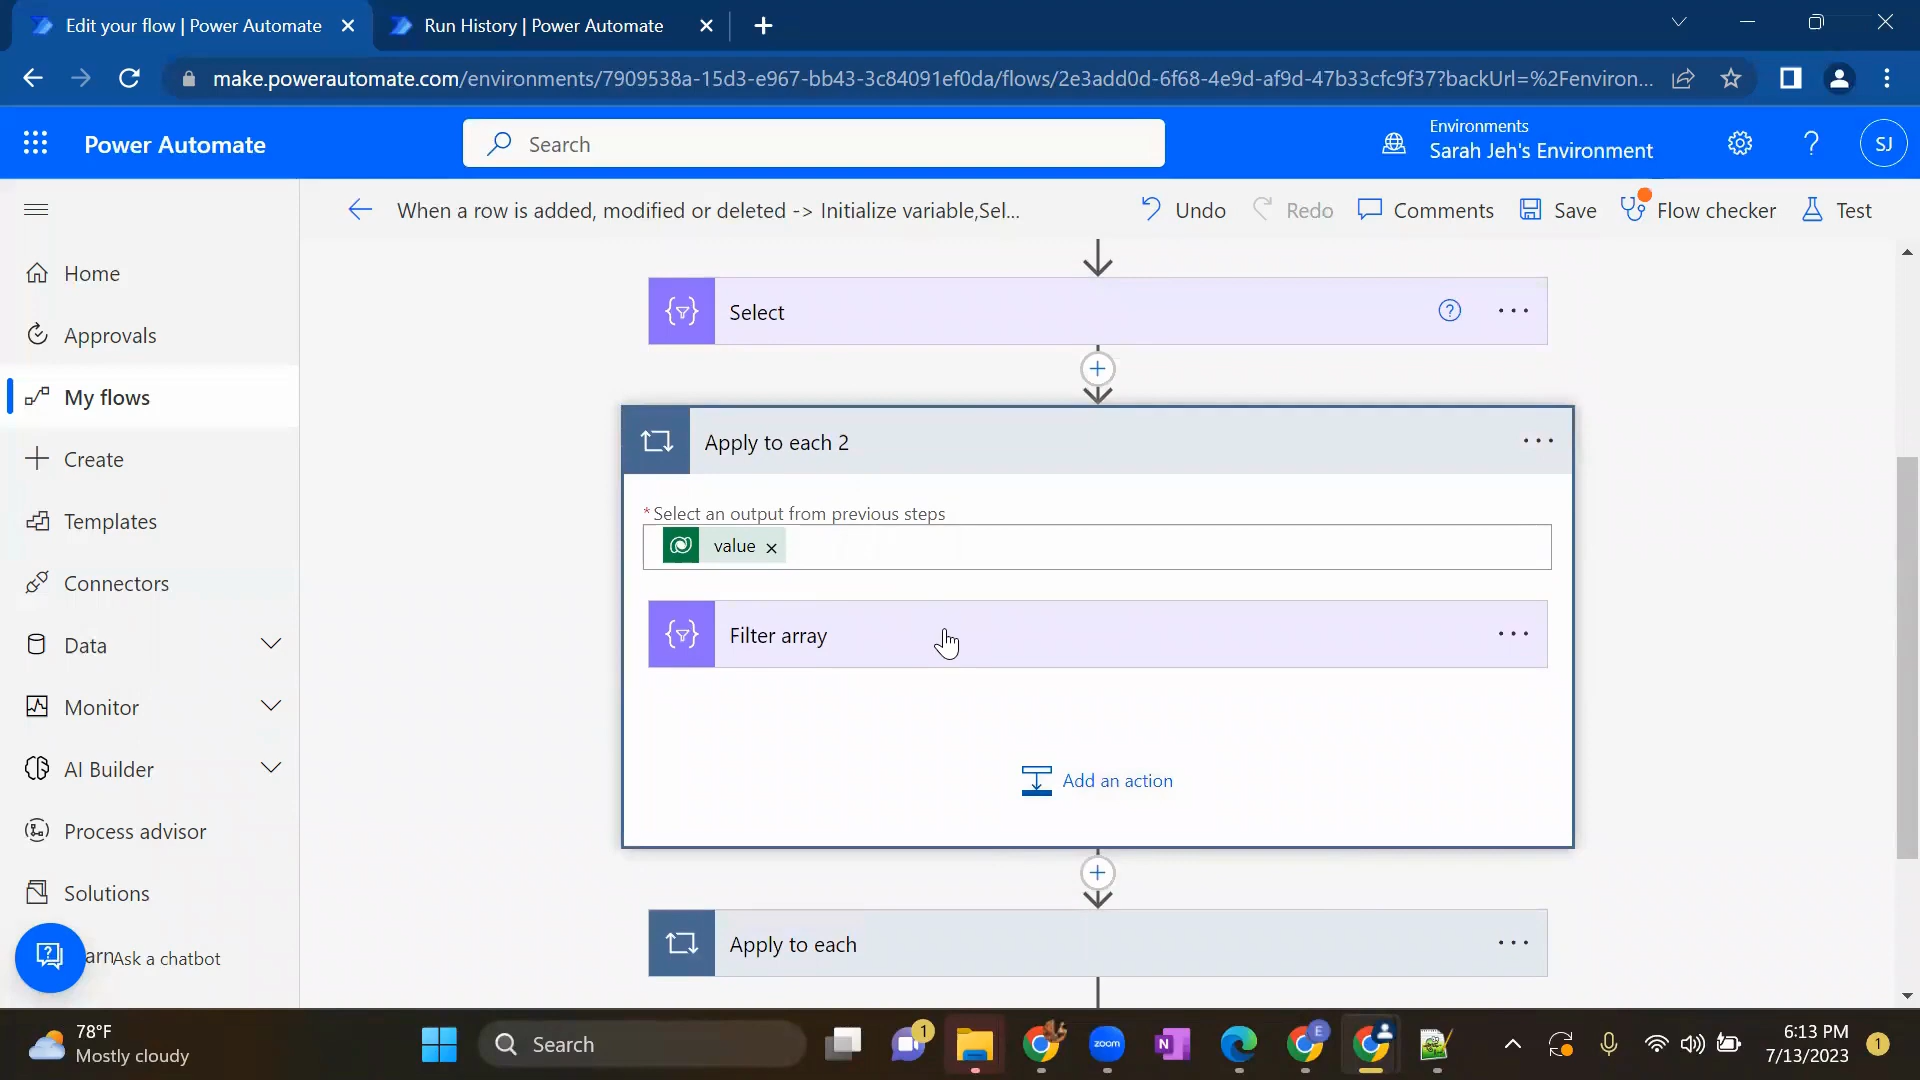 Edit your flow | Power Automate
Run History | Power Automate
make.powerautomate.com/environments/7909538a-15d3-e967-bb43-3c84091ef0da/flows/2e3add0d-6f68-4e9d-af9d-47b33cfc9f37?backUrl=%2Fenviron...
Power Automate
Search
Environments
Sarah Jeh's Environment
SJ
When a row is added, modified or deleted -> Initialize variable,Sel...
Undo
Redo
Comments
Save
Flow checker
Test
Home
Approvals
My flows
Create
Templates
Connectors
Data
Monitor
AI Builder
Process advisor
Solutions
arn
Ask a chatbot
Select
Apply to each 2
* Select an output from previous steps
value
Filter array
Add an action
Apply to each
78°F
Mostly cloudy
Search
1
zoom
N
E
6:13 PM
7/13/2023
1